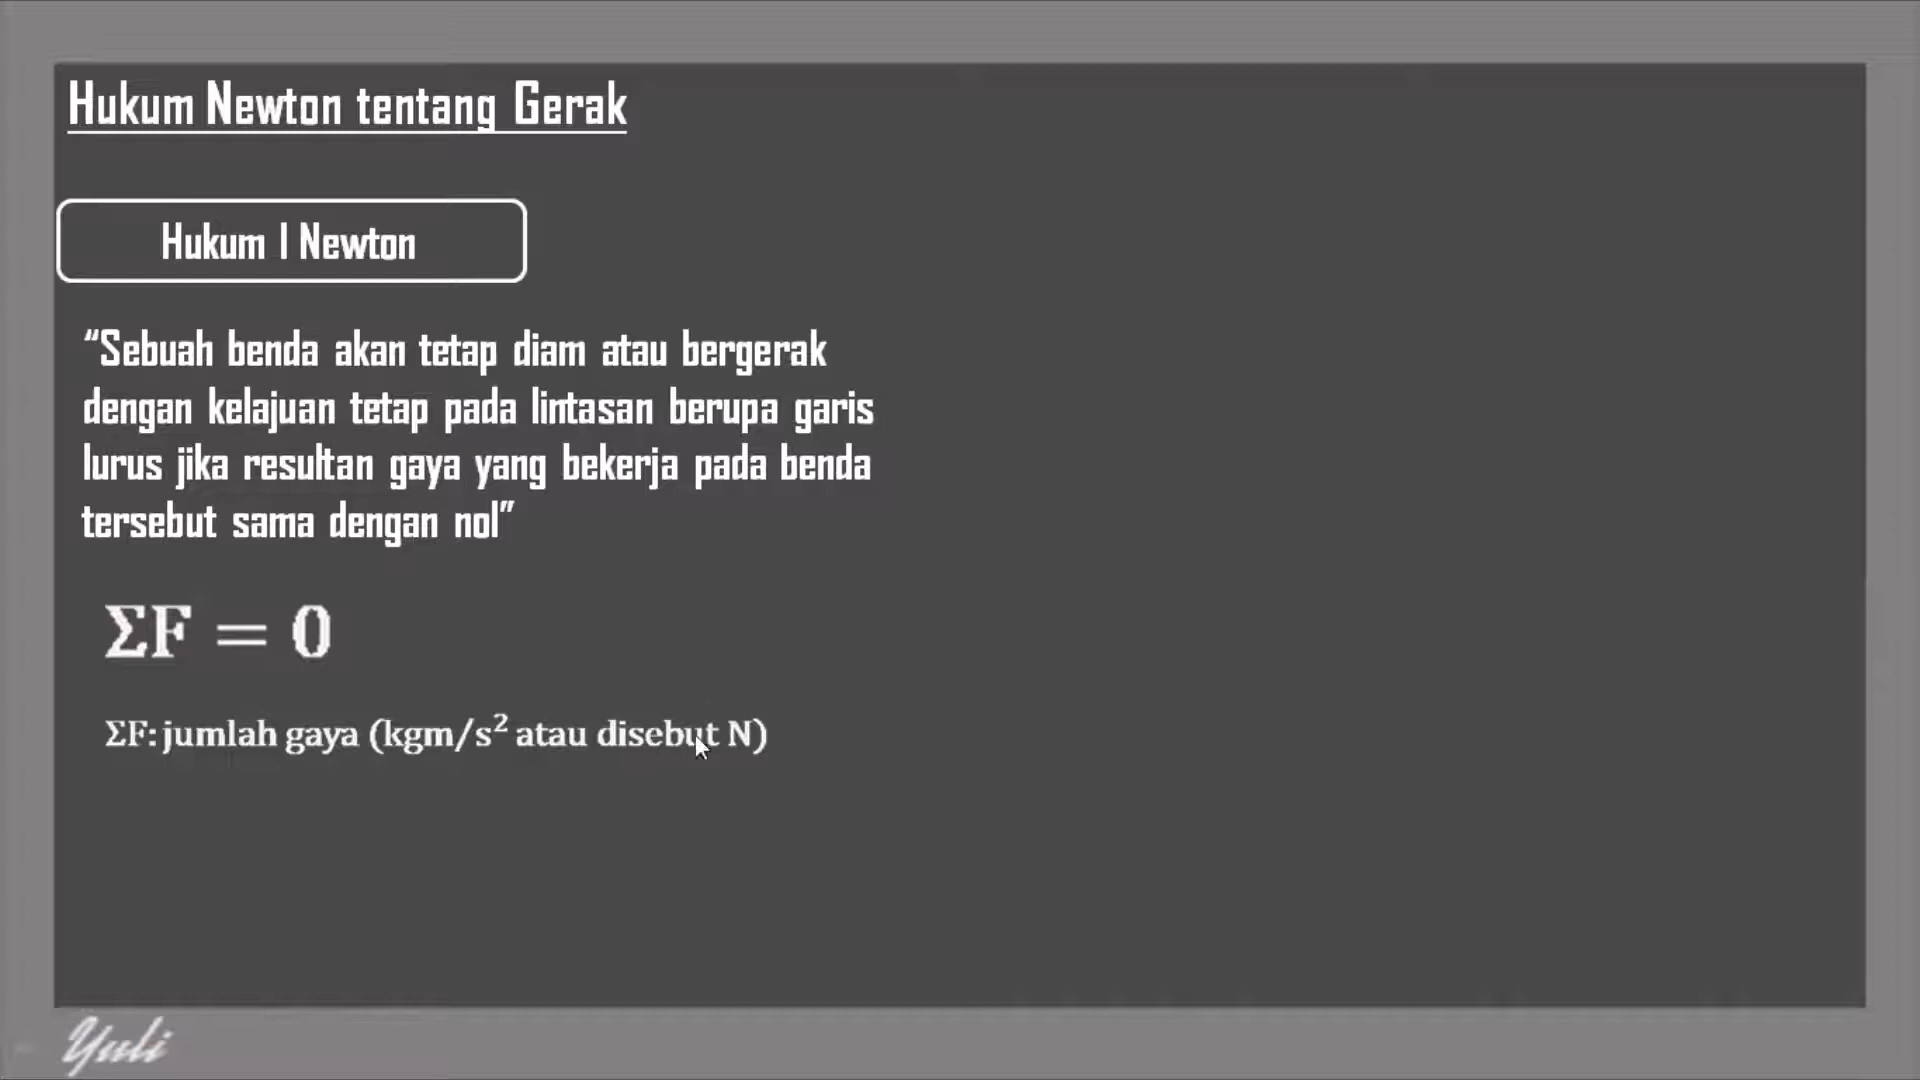 Hukum Newton tentang Gerak
Hukum I Newton
“Sebuah benda akan tetap diam atau bergerak
dengan kelajuan tetap pada lintasan berupa garis
lurus jika resultan gaya yang bekerja pada benda
tersebut sama dengan nol”
ΣF = 0
ΣF: jumlah gaya (kgm/s² atau disebut N)
Yuli